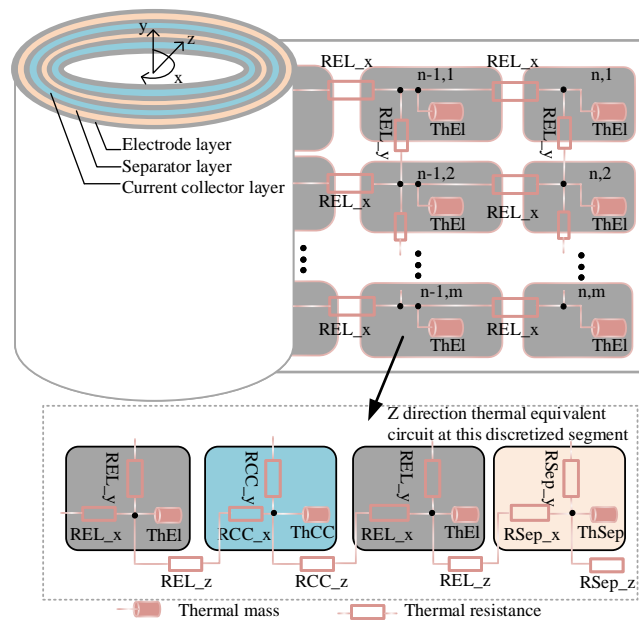 y
z
x
Electrode layer
Separator layer
Current collector layer
REL_x
n-1,1
REL_x
n,1
ThEl
ThEl
REL_y
REL_y
n-1,2
n,2
REL_x
ThEl
REL_x
ThEl
n-1,m
n,m
REL_x
ThEl
REL_x
ThEl
Z direction thermal equivalent
circuit at this discretized segment
REL_y
RCC_y
REL_y
RSep_y
REL_x
ThEl
RCC_x
ThCC
REL_x
ThEl
RSep_x
ThSep
REL_z
RCC_z
REL_z
RSep_z
Thermal mass
Thermal resistance